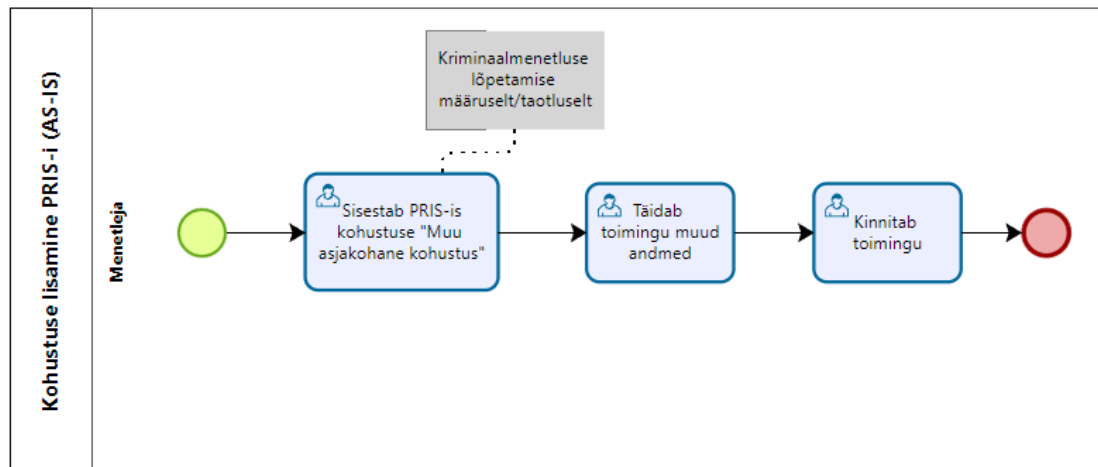 Kohustuse lisamine PRIS-i (AS-IS)
Menetleja
Kriminaalmenetluse
lõpetamise
määruselt/taotluselt
Sisestab PRIS-is
kohustuse "Muu
asjakohane kohustus"
Täidab
toimingu muud
andmed
Kinnitab
toimingu